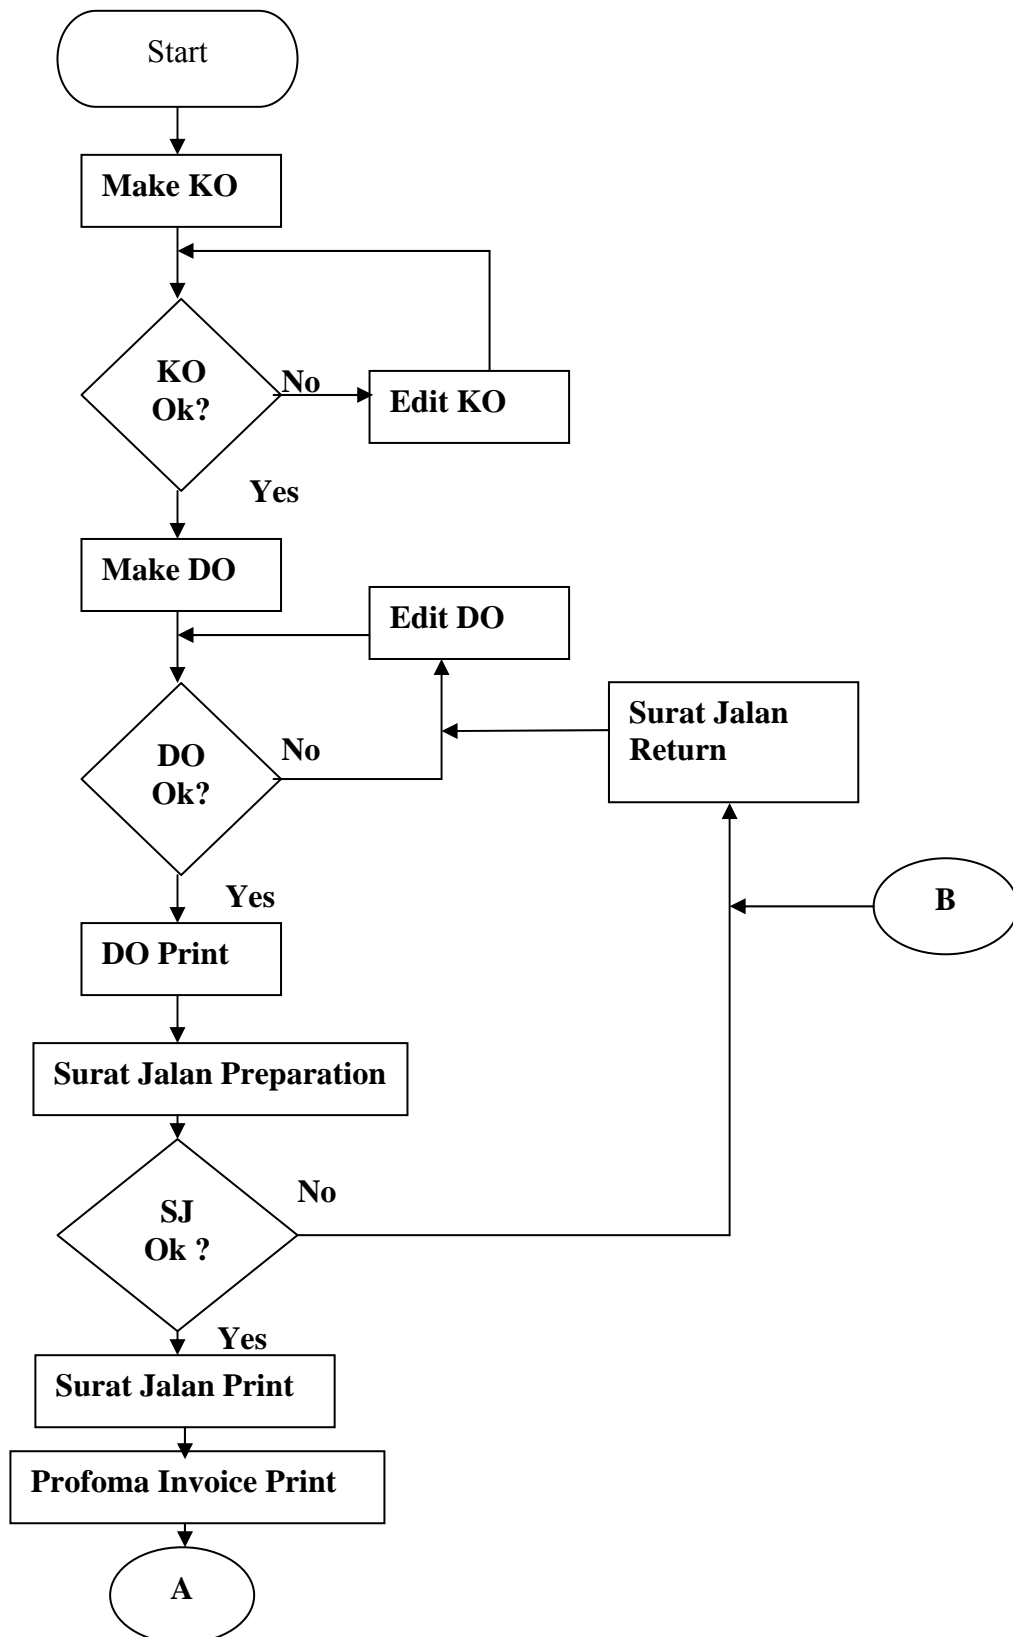 Start
Make KO
KO
Ok?
No
Edit KO
Yes
Make DO
Edit DO
Surat Jalan
Return
DO
Ok?
No
Yes
B
DO Print
Surat Jalan Preparation
SJ
Ok ?
No
Yes
Surat Jalan Print
Profoma Invoice Print
A